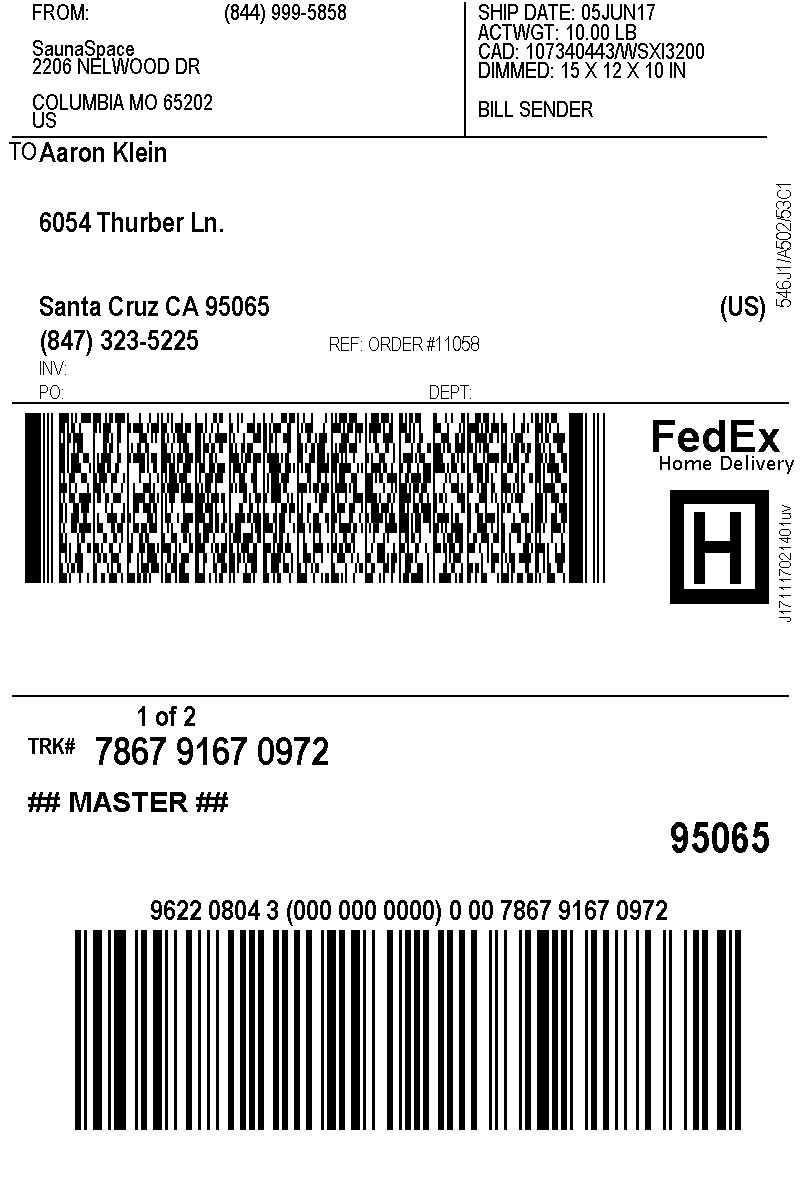 FROM: (844) 999-5858
SaunaSpace
2206 NELWOOD DR
COLUMBIA MO 65202
US
SHIP DATE: 05JUN17
ACTWGT: 10.00 LB
CAD: 107340443/WSXI3200
DIMMED: 15 X 12 X 10 IN
BILL SENDER
TO Aaron Klein
6054 Thurber Ln.
Santa Cruz CA 95065 (US)
(847) 323-5225 REF: ORDER #11058
INV:
PO: DEPT:
546J1/A502/53C1
FedEx
Home Delivery
H
J171117021401uv
1 of 2
TRK# 7867 9167 0972
## MASTER ##
95065
9622 0804 3 (000 000 0000) 0 00 7867 9167 0972